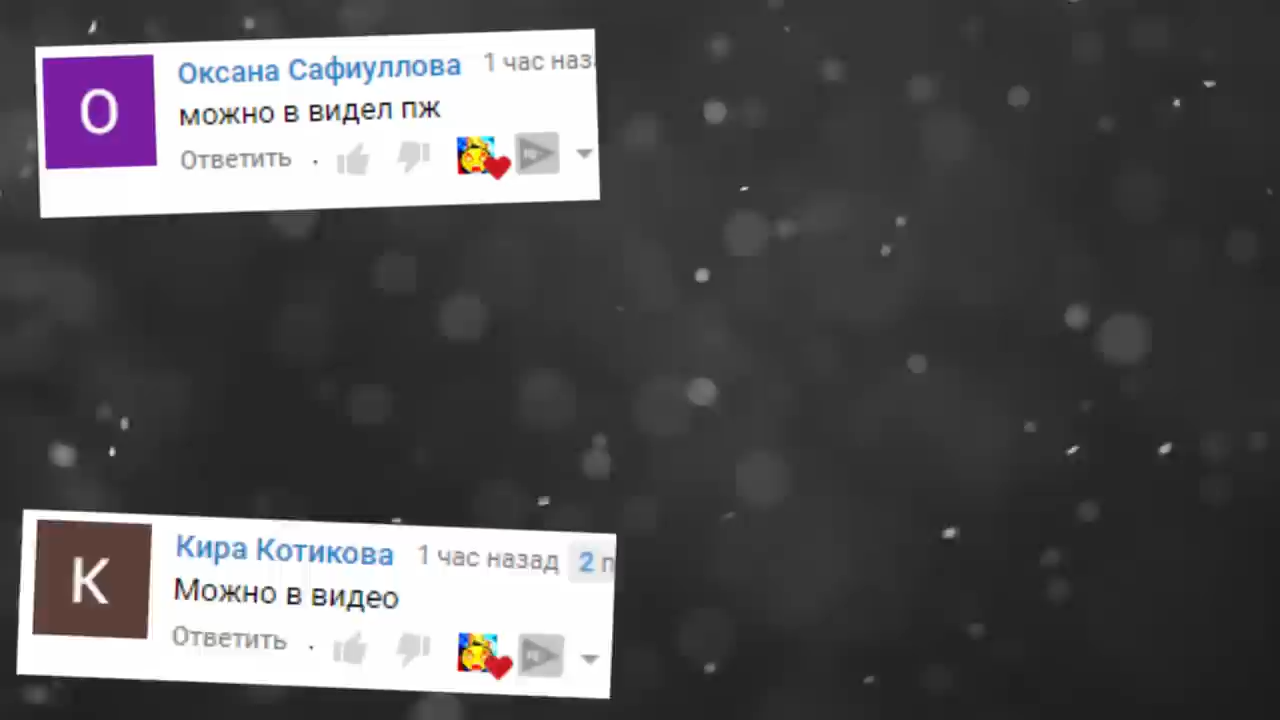 О
Оксана Сафиуллова 1 час наз
можно в видел пж
Ответить
К
Кира Котикова 1 час назад 2 п
Можно в видео
Ответить